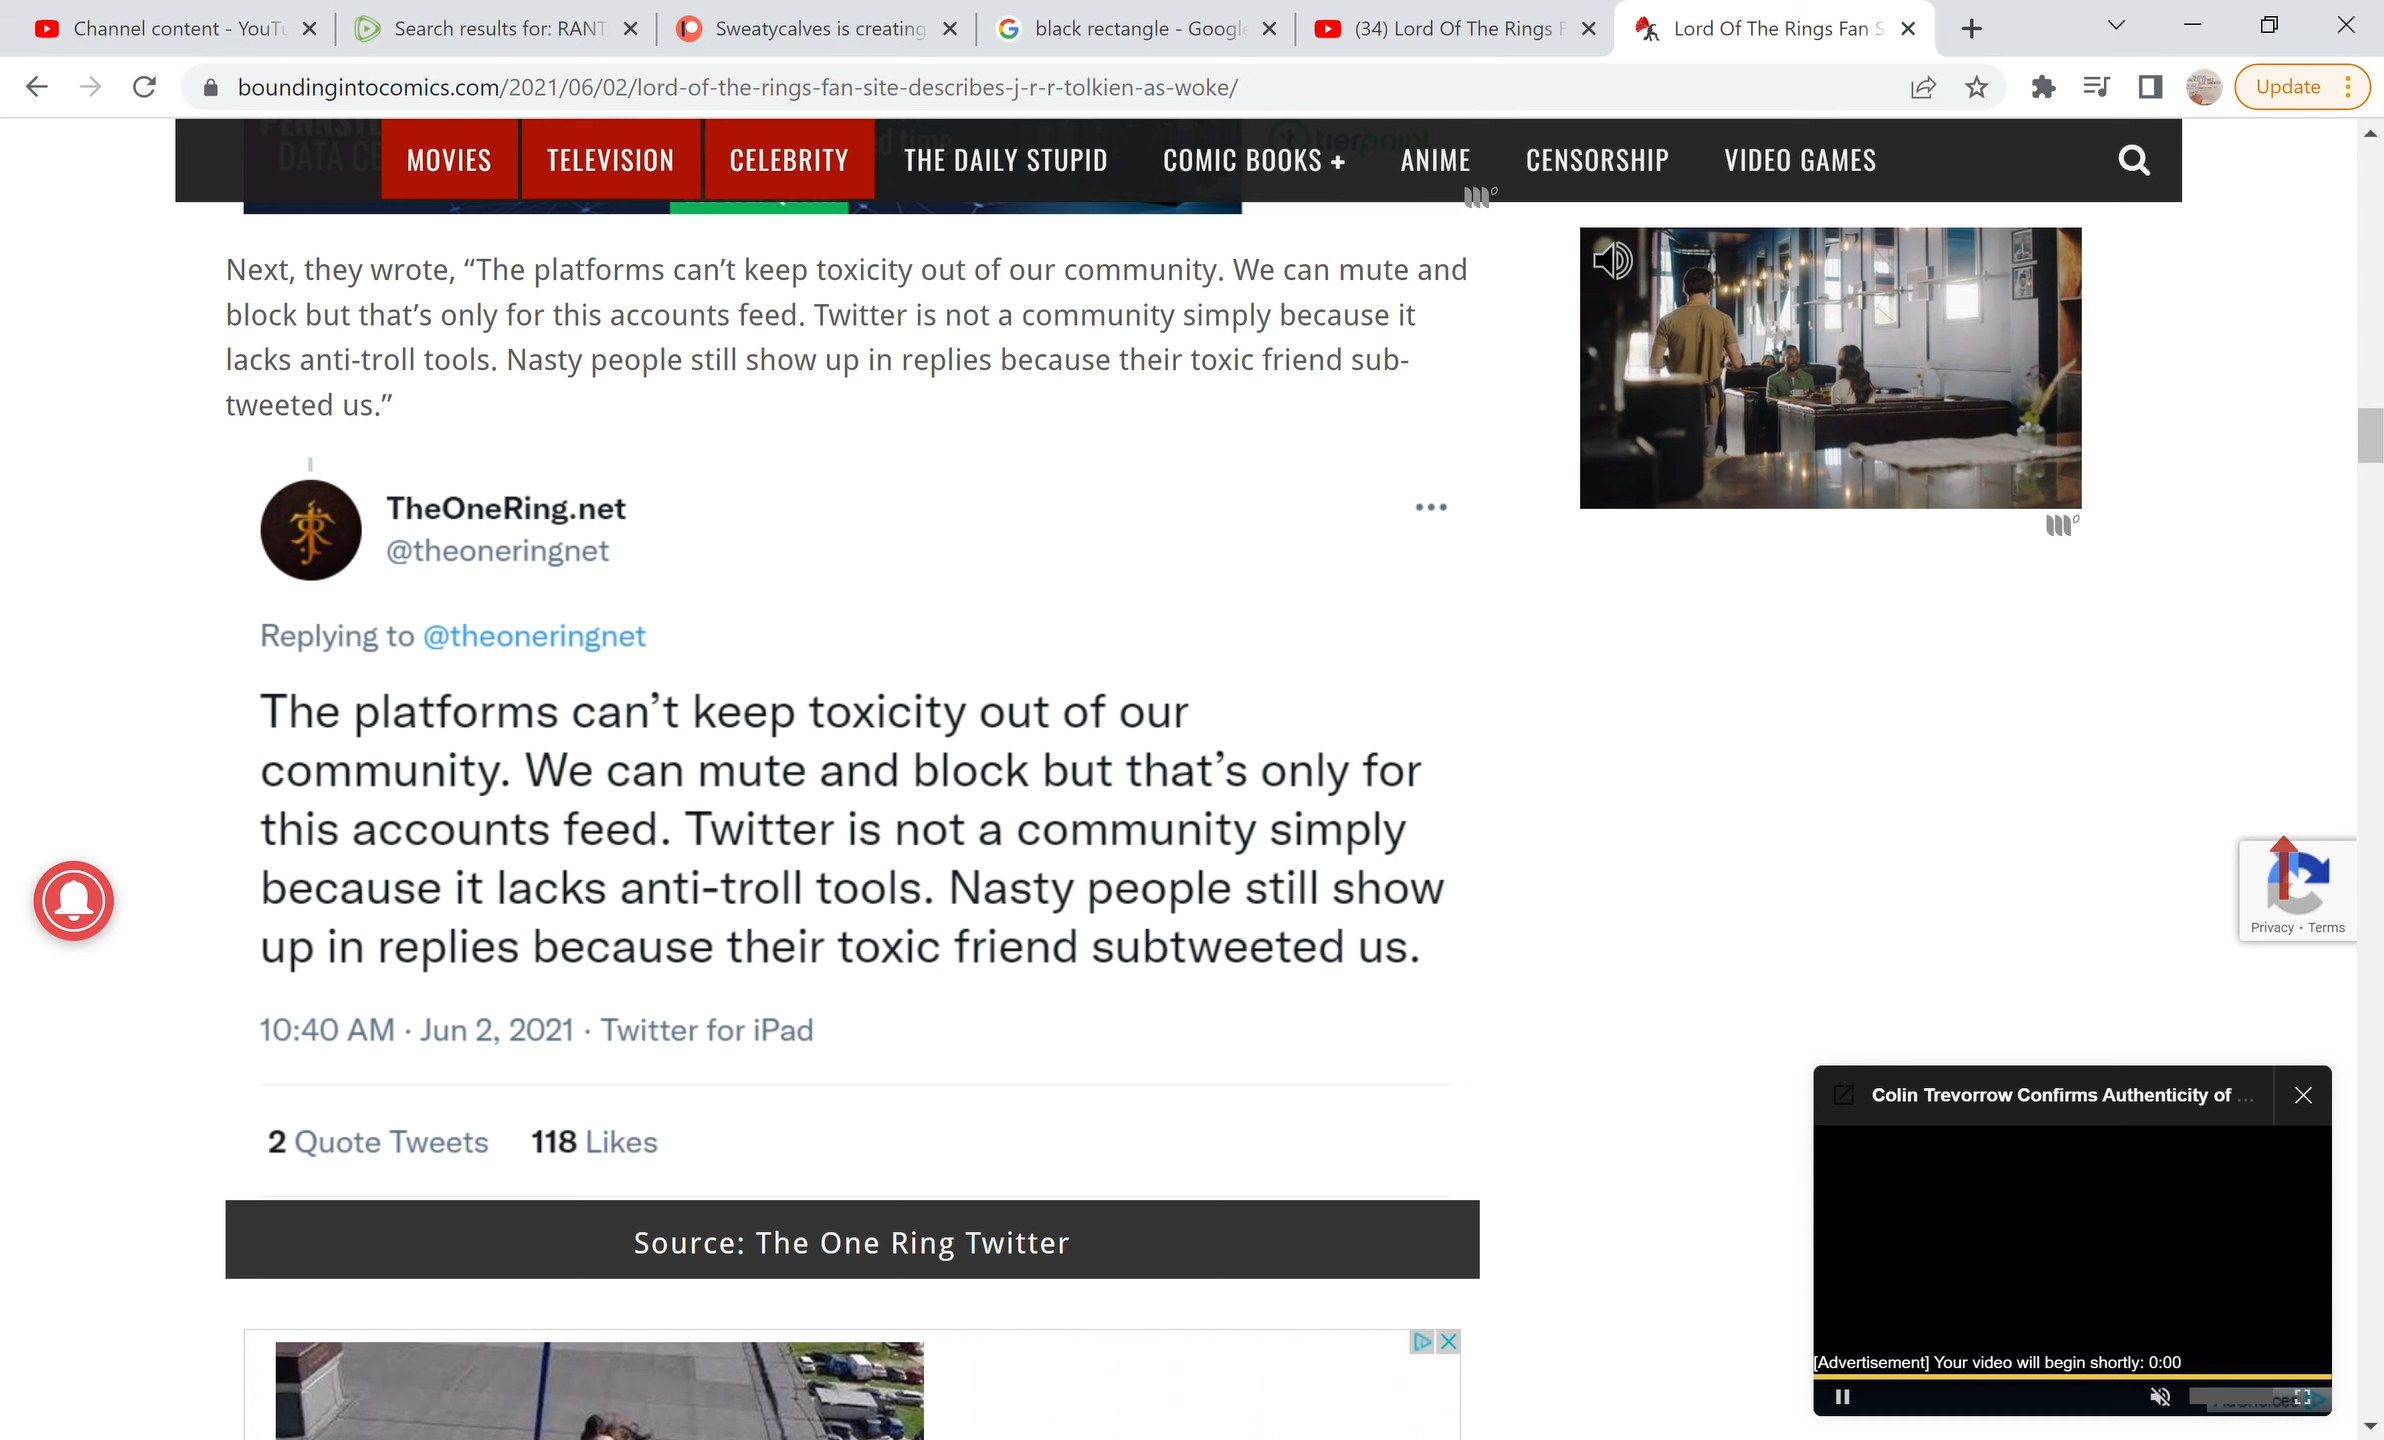 Channel content - YouTu
Search results for: RANT
Sweatycalves is creating
black rectangle - Google
(34) Lord Of The Rings F
Lord Of The Rings Fan S
boundingintocomics.com/2021/06/02/lord-of-the-rings-fan-site-describes-j-r-r-tolkien-as-woke/
Update
DATA CE
MOVIES
TELEVISION
CELEBRITY
d time
THE DAILY STUPID
COMIC BOOKS +
tierpoint
ANIME
CENSORSHIP
VIDEO GAMES
Next, they wrote, “The platforms can’t keep toxicity out of our community. We can mute and
block but that’s only for this accounts feed. Twitter is not a community simply because it
lacks anti-troll tools. Nasty people still show up in replies because their toxic friend sub-
tweeted us.”
TheOneRing.net
@theoneringnet
Replying to @theoneringnet
The platforms can’t keep toxicity out of our
community. We can mute and block but that’s only for
this accounts feed. Twitter is not a community simply
because it lacks anti-troll tools. Nasty people still show
up in replies because their toxic friend subtweeted us.
10:40 AM · Jun 2, 2021 · Twitter for iPad
2 Quote Tweets 118 Likes
Source: The One Ring Twitter
Privacy - Terms
Colin Trevorrow Confirms Authenticity of ...
[Advertisement] Your video will begin shortly: 0:00